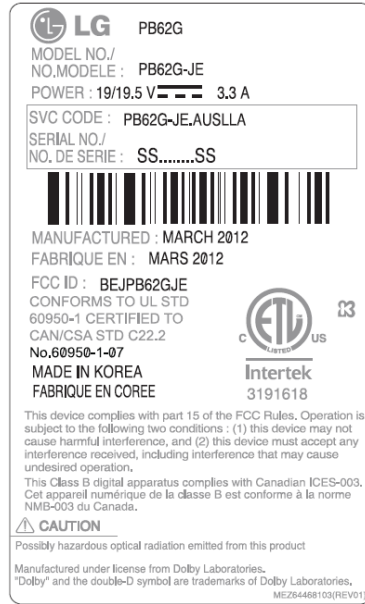 LG PB62G
MODEL NO./
NO.MODELE : PB62G-JE
POWER : 19/19.5 V 3.3 A
SVC CODE : PB62G-JE.AUSLLA
SERIAL NO./
NO. DE SERIE : SS........SS
MANUFACTURED : MARCH 2012
FABRIQUE EN : MARS 2012
FCC ID : BEJPB62GJE
CONFORMS TO UL STD
60950-1 CERTIFIED TO
CAN/CSA STD C22.2
No.60950-1-07
MADE IN KOREA
FABRIQUE EN COREE
C ETL US
LISTED
Intertek
3191618
This device complies with part 15 of the FCC Rules. Operation is
subject to the following two conditions : (1) this device may not
cause harmful interference, and (2) this device must accept any
interference received, including interference that may cause
undesired operation.
This Class B digital apparatus complies with Canadian ICES-003.
Cet appareil numérique de la classe B est conforme à la norme
NMB-003 du Canada.
CAUTION
Possibly hazardous optical radiation emitted from this product
Manufactured under license from Dolby Laboratories.
"Dolby" and the double-D symbol are trademarks of Dolby Laboratories.
MEZ64468103(REV01)